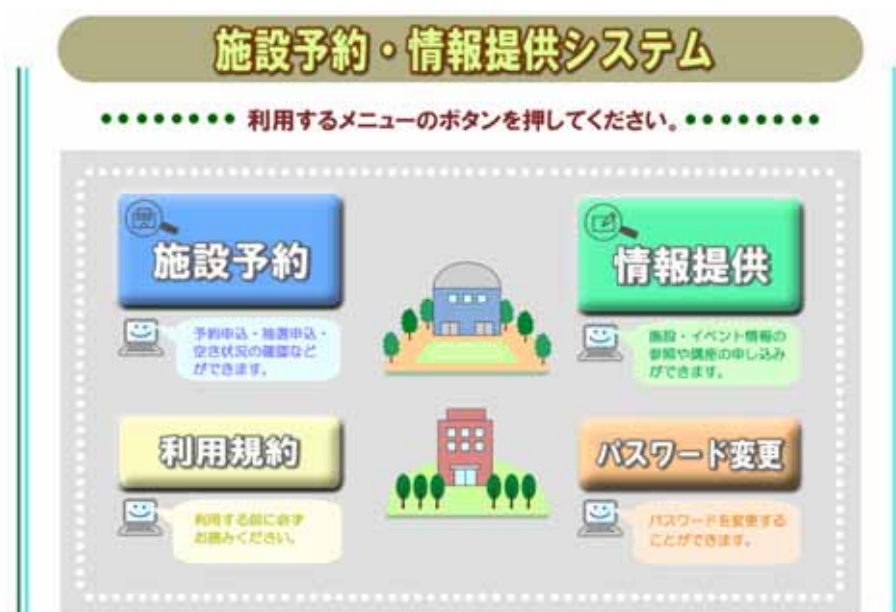 施設予約・情報提供システム
利用するメニューのボタンを押してください。
施設予約
予約申込・抽選申込・
空き状況の確認など
ができます。
情報提供
施設・イベント情報の
参照や講座の申し込み
ができます。
利用規約
利用する前に必ず
お読みください。
パスワード変更
パスワードを変更する
ことができます。